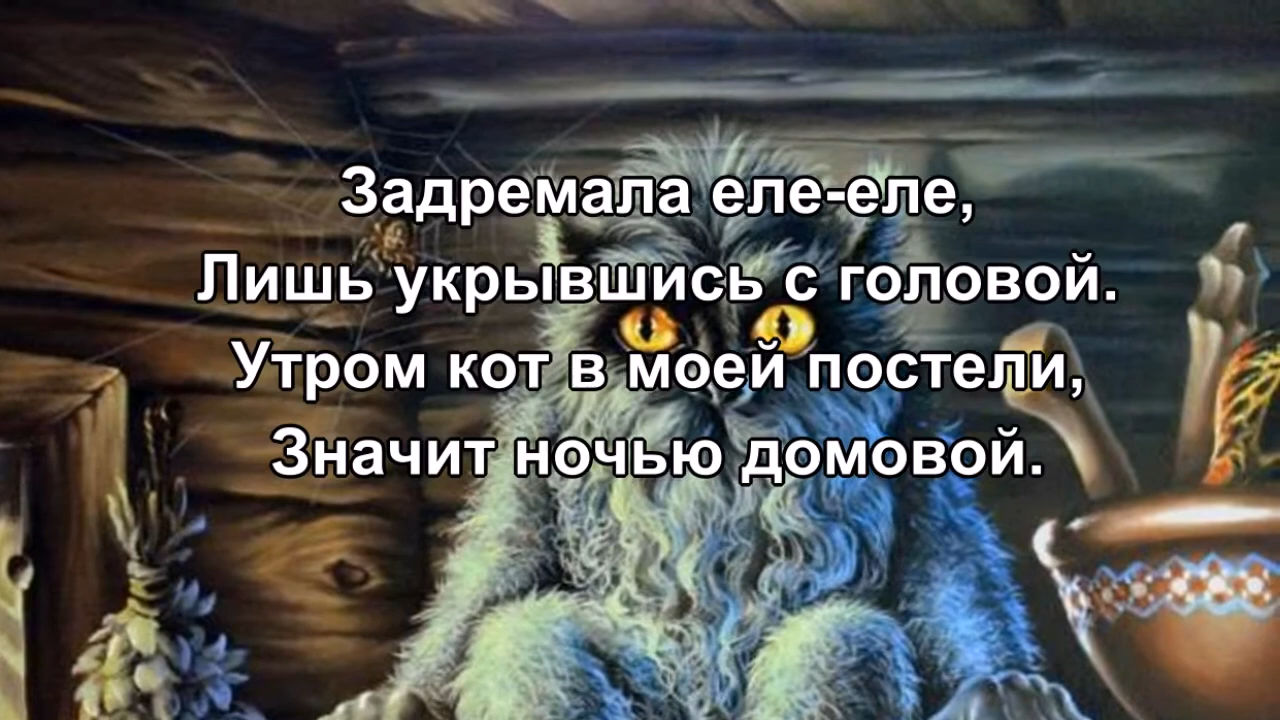 Задремала еле-еле,
Лишь укрывшись с головой.
Утром кот в моей постели,
Значит ночью домовой.